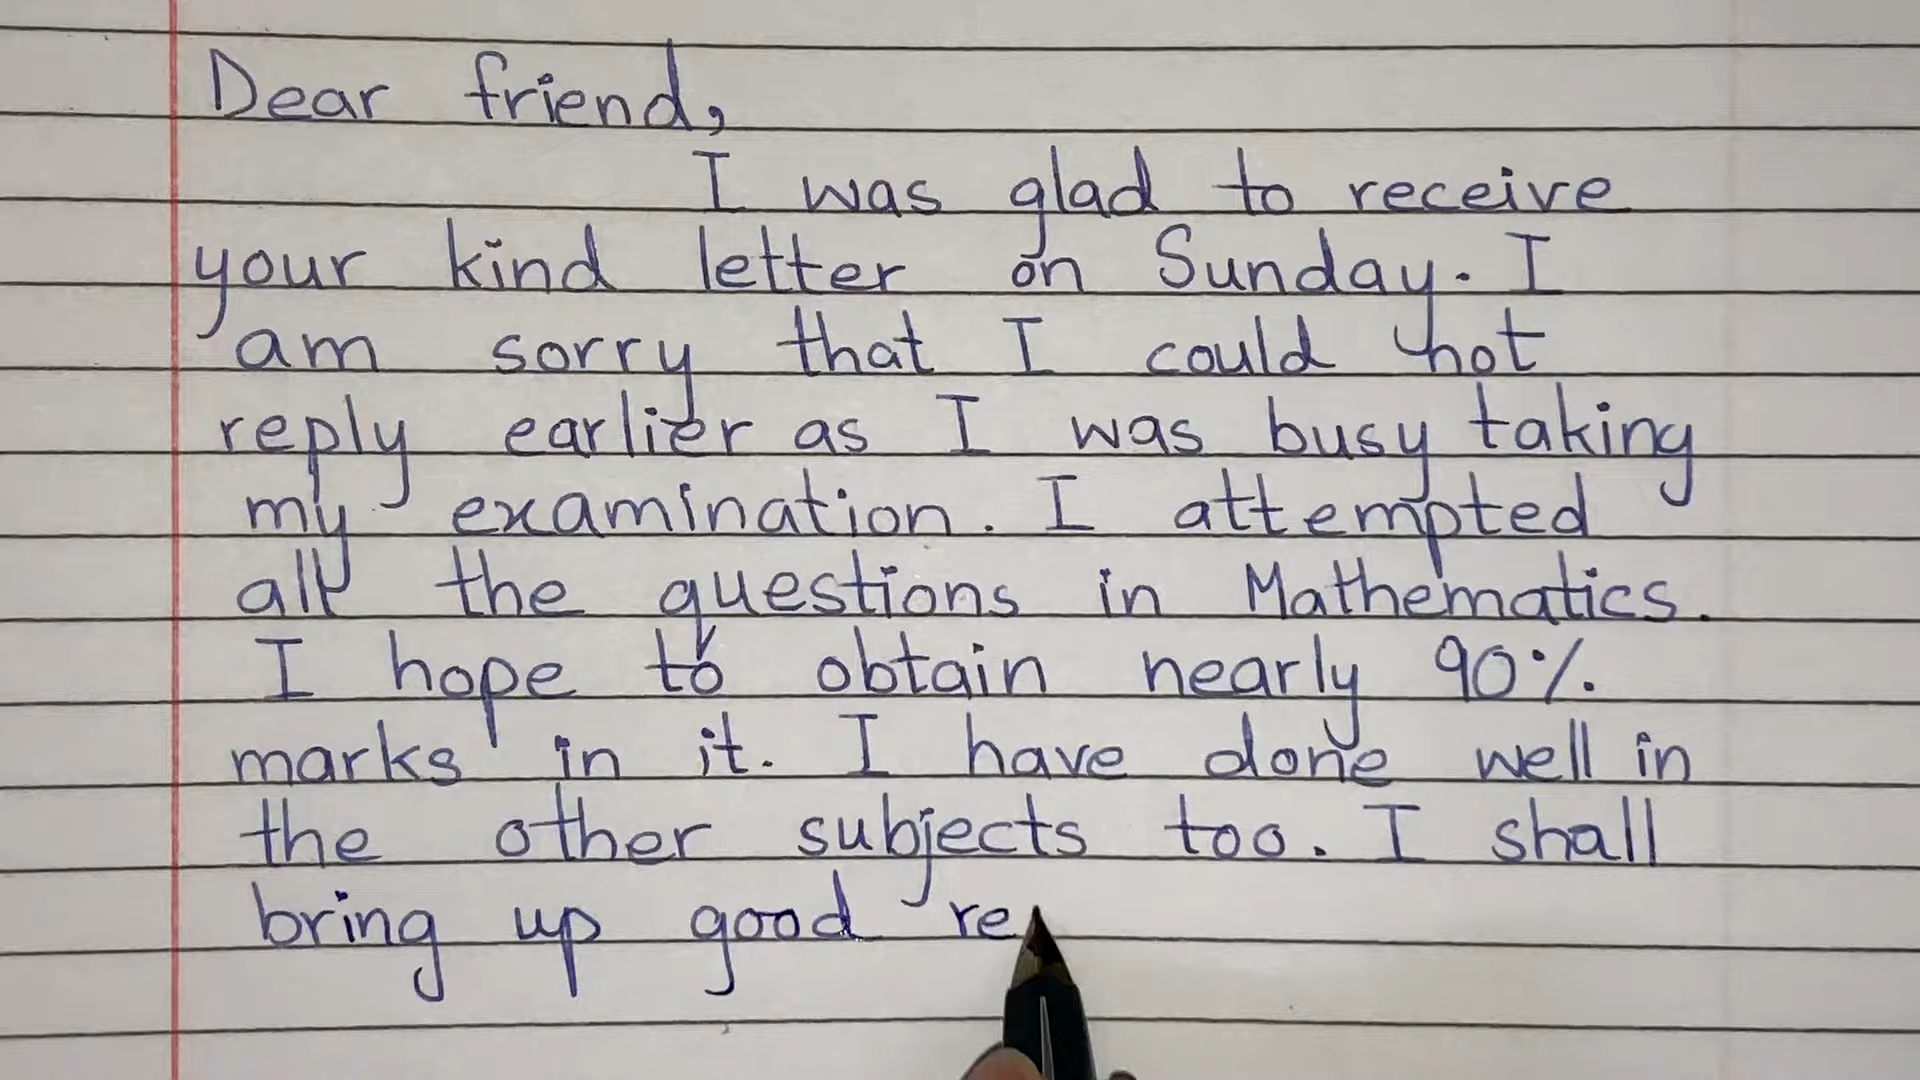 Dear friend,
I was glad to receive
your kind letter on Sunday. I
am sorry that I could not
reply earlier as I was busy taking
my examination. I attempted
all the questions in Mathematics.
I hope to obtain nearly 90%
marks in it. I have done well in
the other subjects too. I shall
bring up good re